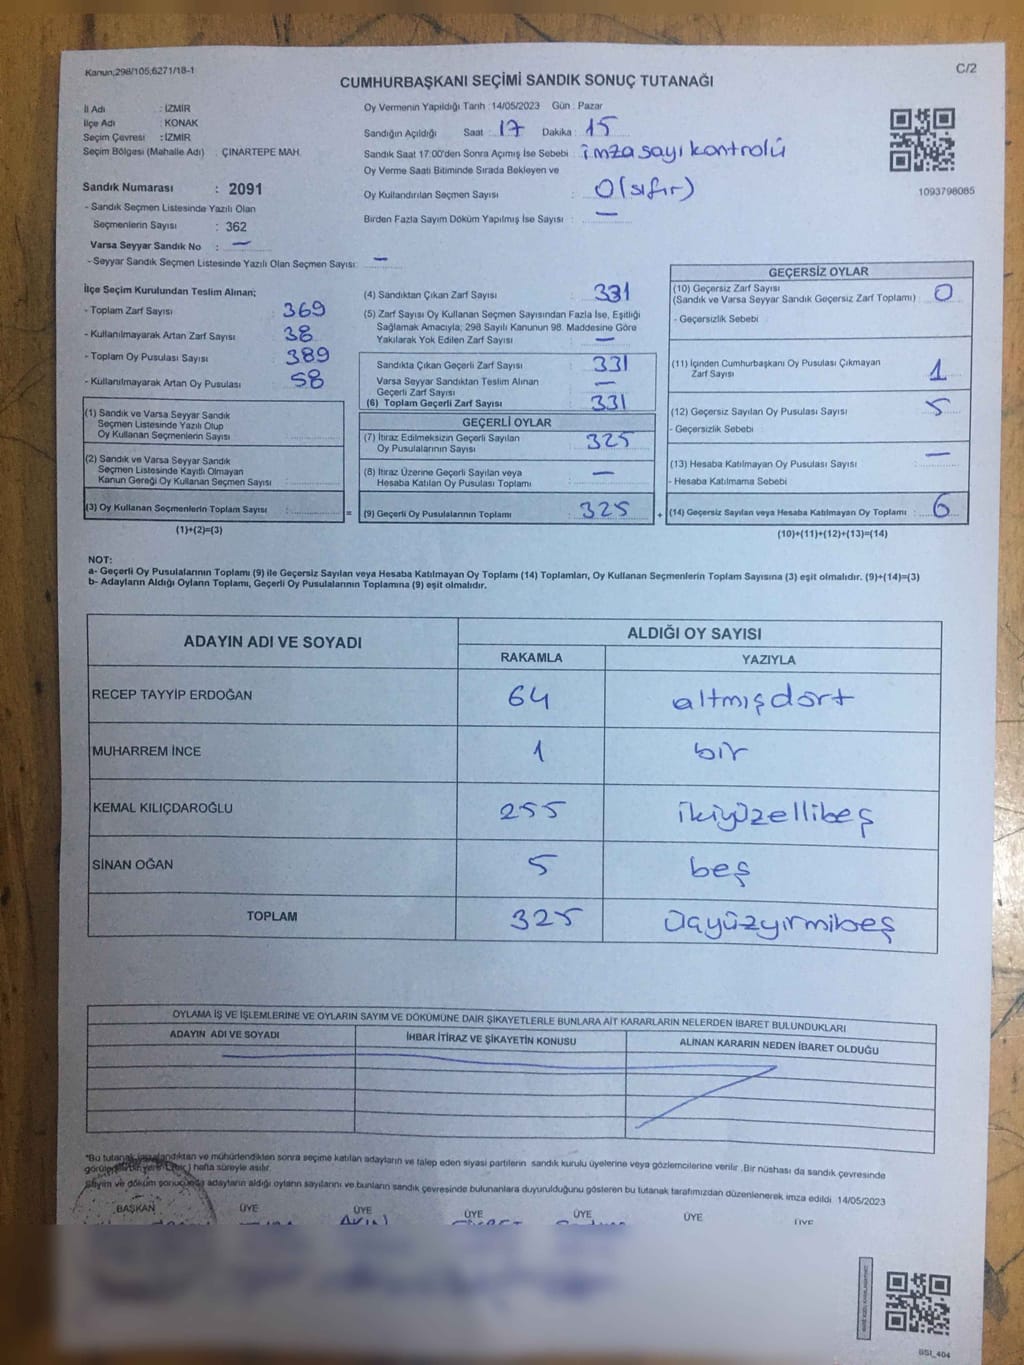 Kanun;298/105,6271/18-1
C/2
CUMHURBAŞKANI SEÇİMİ SANDIK SONUÇ TUTANAĞI
İl Adı : İZMİR
İlçe Adı : KONAK
Seçim Çevresi : İZMİR
Seçim Bölgesi (Mahalle Adı) : ÇINARTEPE MAH.
Sandık Numarası : 2091
- Sandık Seçmen Listesinde Yazılı Olan
Seçmenlerin Sayısı : 362
Varsa Seyyar Sandık No : —
- Seyyar Sandık Seçmen Listesinde Yazılı Olan Seçmen Sayısı: —
Oy Vermenin Yapıldığı Tarih : 14/05/2023 Gün : Pazar
Sandığın Açıldığı Saat : 17 Dakika : 15
Sandık Saat 17:00'den Sonra Açımış İse Sebebi : imza sayı kontrolü
Oy Verme Saati Bitiminde Sırada Bekleyen ve
Oy Kullandırılan Seçmen Sayısı : 0 (sıfır)
Birden Fazla Sayım Döküm Yapılmış İse Sayısı : —
1093798085
İlçe Seçim Kurulundan Teslim Alınan;
- Toplam Zarf Sayısı : 369
- Kullanılmayarak Artan Zarf Sayısı : 38
- Toplam Oy Pusulası Sayısı : 389
- Kullanılmayarak Artan Oy Pusulası : 58
(1) Sandık ve Varsa Seyyar Sandık
Seçmen Listesinde Yazılı Olup
Oy Kullanan Seçmenlerin Sayısı :
(2) Sandık ve Varsa Seyyar Sandık
Seçmen Listesinde Kayıtlı Olmayan
Kanun Gereği Oy Kullanan Seçmen Sayısı :
(3) Oy Kullanan Seçmenlerin Toplam Sayısı :
(1)+(2)=(3)
(4) Sandıktan Çıkan Zarf Sayısı : 331
(5) Zarf Sayısı Oy Kullanan Seçmen Sayısından Fazla İse, Eşitliği
Sağlamak Amacıyla; 298 Sayılı Kanunun 98. Maddesine Göre
Yakılarak Yok Edilen Zarf Sayısı : —
Sandıkta Çıkan Geçerli Zarf Sayısı : 331
Varsa Seyyar Sandıktan Teslim Alınan
Geçerli Zarf Sayısı : —
(6) Toplam Geçerli Zarf Sayısı : 331
GEÇERLİ OYLAR
(7) İtiraz Edilmeksizin Geçerli Sayılan
Oy Pusulalarının Sayısı : 325
(8) İtiraz Üzerine Geçerli Sayılan veya
Hesaba Katılan Oy Pusulası Toplamı : —
= (9) Geçerli Oy Pusulalarının Toplamı : 325
GEÇERSİZ OYLAR
(10) Geçersiz Zarf Sayısı
(Sandık ve Varsa Seyyar Sandık Geçersiz Zarf Toplamı) : 0
- Geçersizlik Sebebi
(11) İçinden Cumhurbaşkanı Oy Pusulası Çıkmayan
Zarf Sayısı : 1
(12) Geçersiz Sayılan Oy Pusulası Sayısı : 5
- Geçersizlik Sebebi
(13) Hesaba Katılmayan Oy Pusulası Sayısı : —
- Hesaba Katılmama Sebebi
+ (14) Geçersiz Sayılan veya Hesaba Katılmayan Oy Toplamı : 6
(10)+(11)+(12)+(13)=(14)
NOT:
a- Geçerli Oy Pusulalarının Toplamı (9) ile Geçersiz Sayılan veya Hesaba Katılmayan Oy Toplamı (14) Toplamları, Oy Kullanan Seçmenlerin Toplam Sayısına (3) eşit olmalıdır. (9)+(14)=(3)
b- Adayların Aldığı Oyların Toplamı, Geçerli Oy Pusulalarının Toplamına (9) eşit olmalıdır.
ADAYIN ADI VE SOYADI
ALDIĞI OY SAYISI
RAKAMLA YAZIYLA
RECEP TAYYİP ERDOĞAN 64 altmışdört
MUHARREM İNCE 1 bir
KEMAL KILIÇDAROĞLU 255 ikiyüzellibeş
SİNAN OĞAN 5 beş
TOPLAM 325 üçyüzyirmibeş
OYLAMA İŞ VE İŞLEMLERİNE VE OYLARIN SAYIM VE DÖKÜMÜNE DAİR ŞİKAYETLERLE BUNLARA AİT KARARLARIN NELERDEN İBARET BULUNDUKLARI
ADAYIN ADI VE SOYADI İHBAR İTİRAZ VE ŞİKAYETİN KONUSU ALINAN KARARIN NEDEN İBARET OLDUĞU
*Bu tutanak imzalandıktan ve mühürlendikten sonra seçime katılan adayların ve talep eden siyasi partilerin sandık kurulu üyelerine veya gözlemcilerine verilir. Bir nüshası da sandık çevresinde
hafta süreyle asılır.
Sayım ve döküm sonucunda adayların aldığı oyların sayılarını ve bunların sandık çevresinde bulunanlara duyurulduğunu gösteren bu tutanak tarafımızdan düzenlenerek imza edildi. 14/05/2023
BAŞKAN ÜYE ÜYE ÜYE ÜYE ÜYE ÜYE
BSI_404